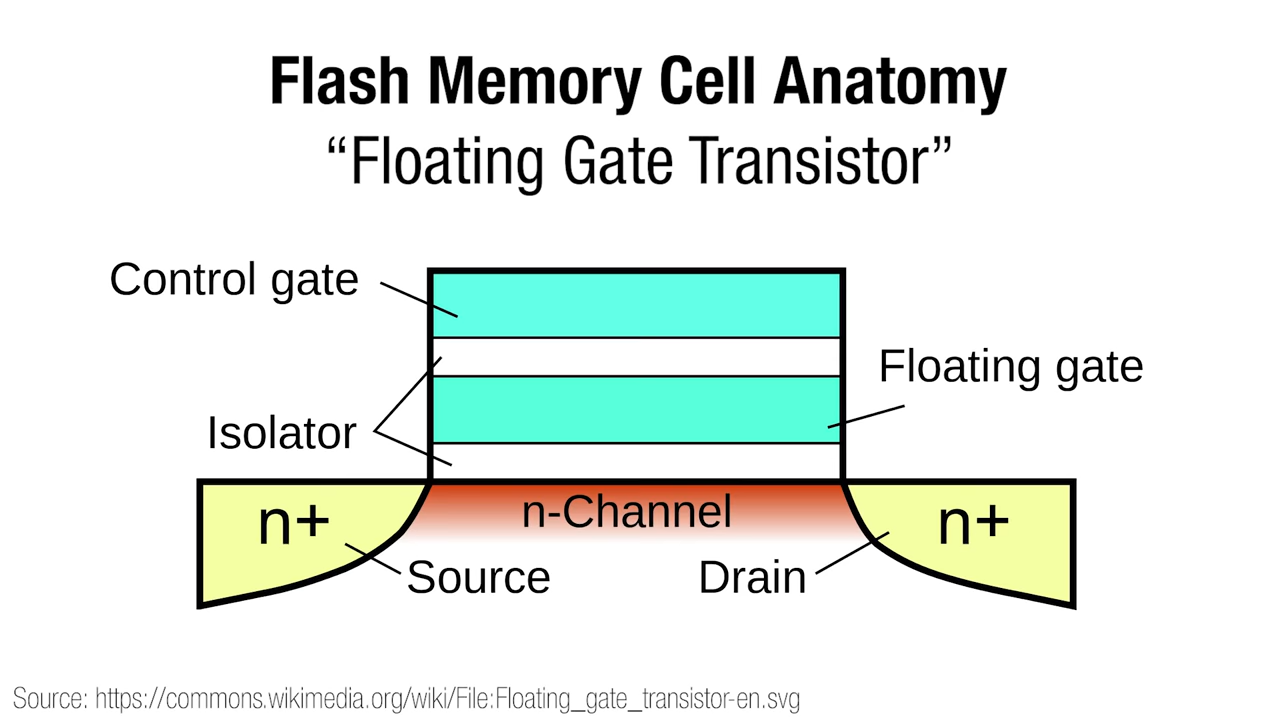 Flash Memory Cell Anatomy
“Floating Gate Transistor”
Control gate
Floating gate
Isolator
n+
n-Channel
n+
Source
Drain
Source: https://commons.wikimedia.org/wiki/File:Floating_gate_transistor-en.svg